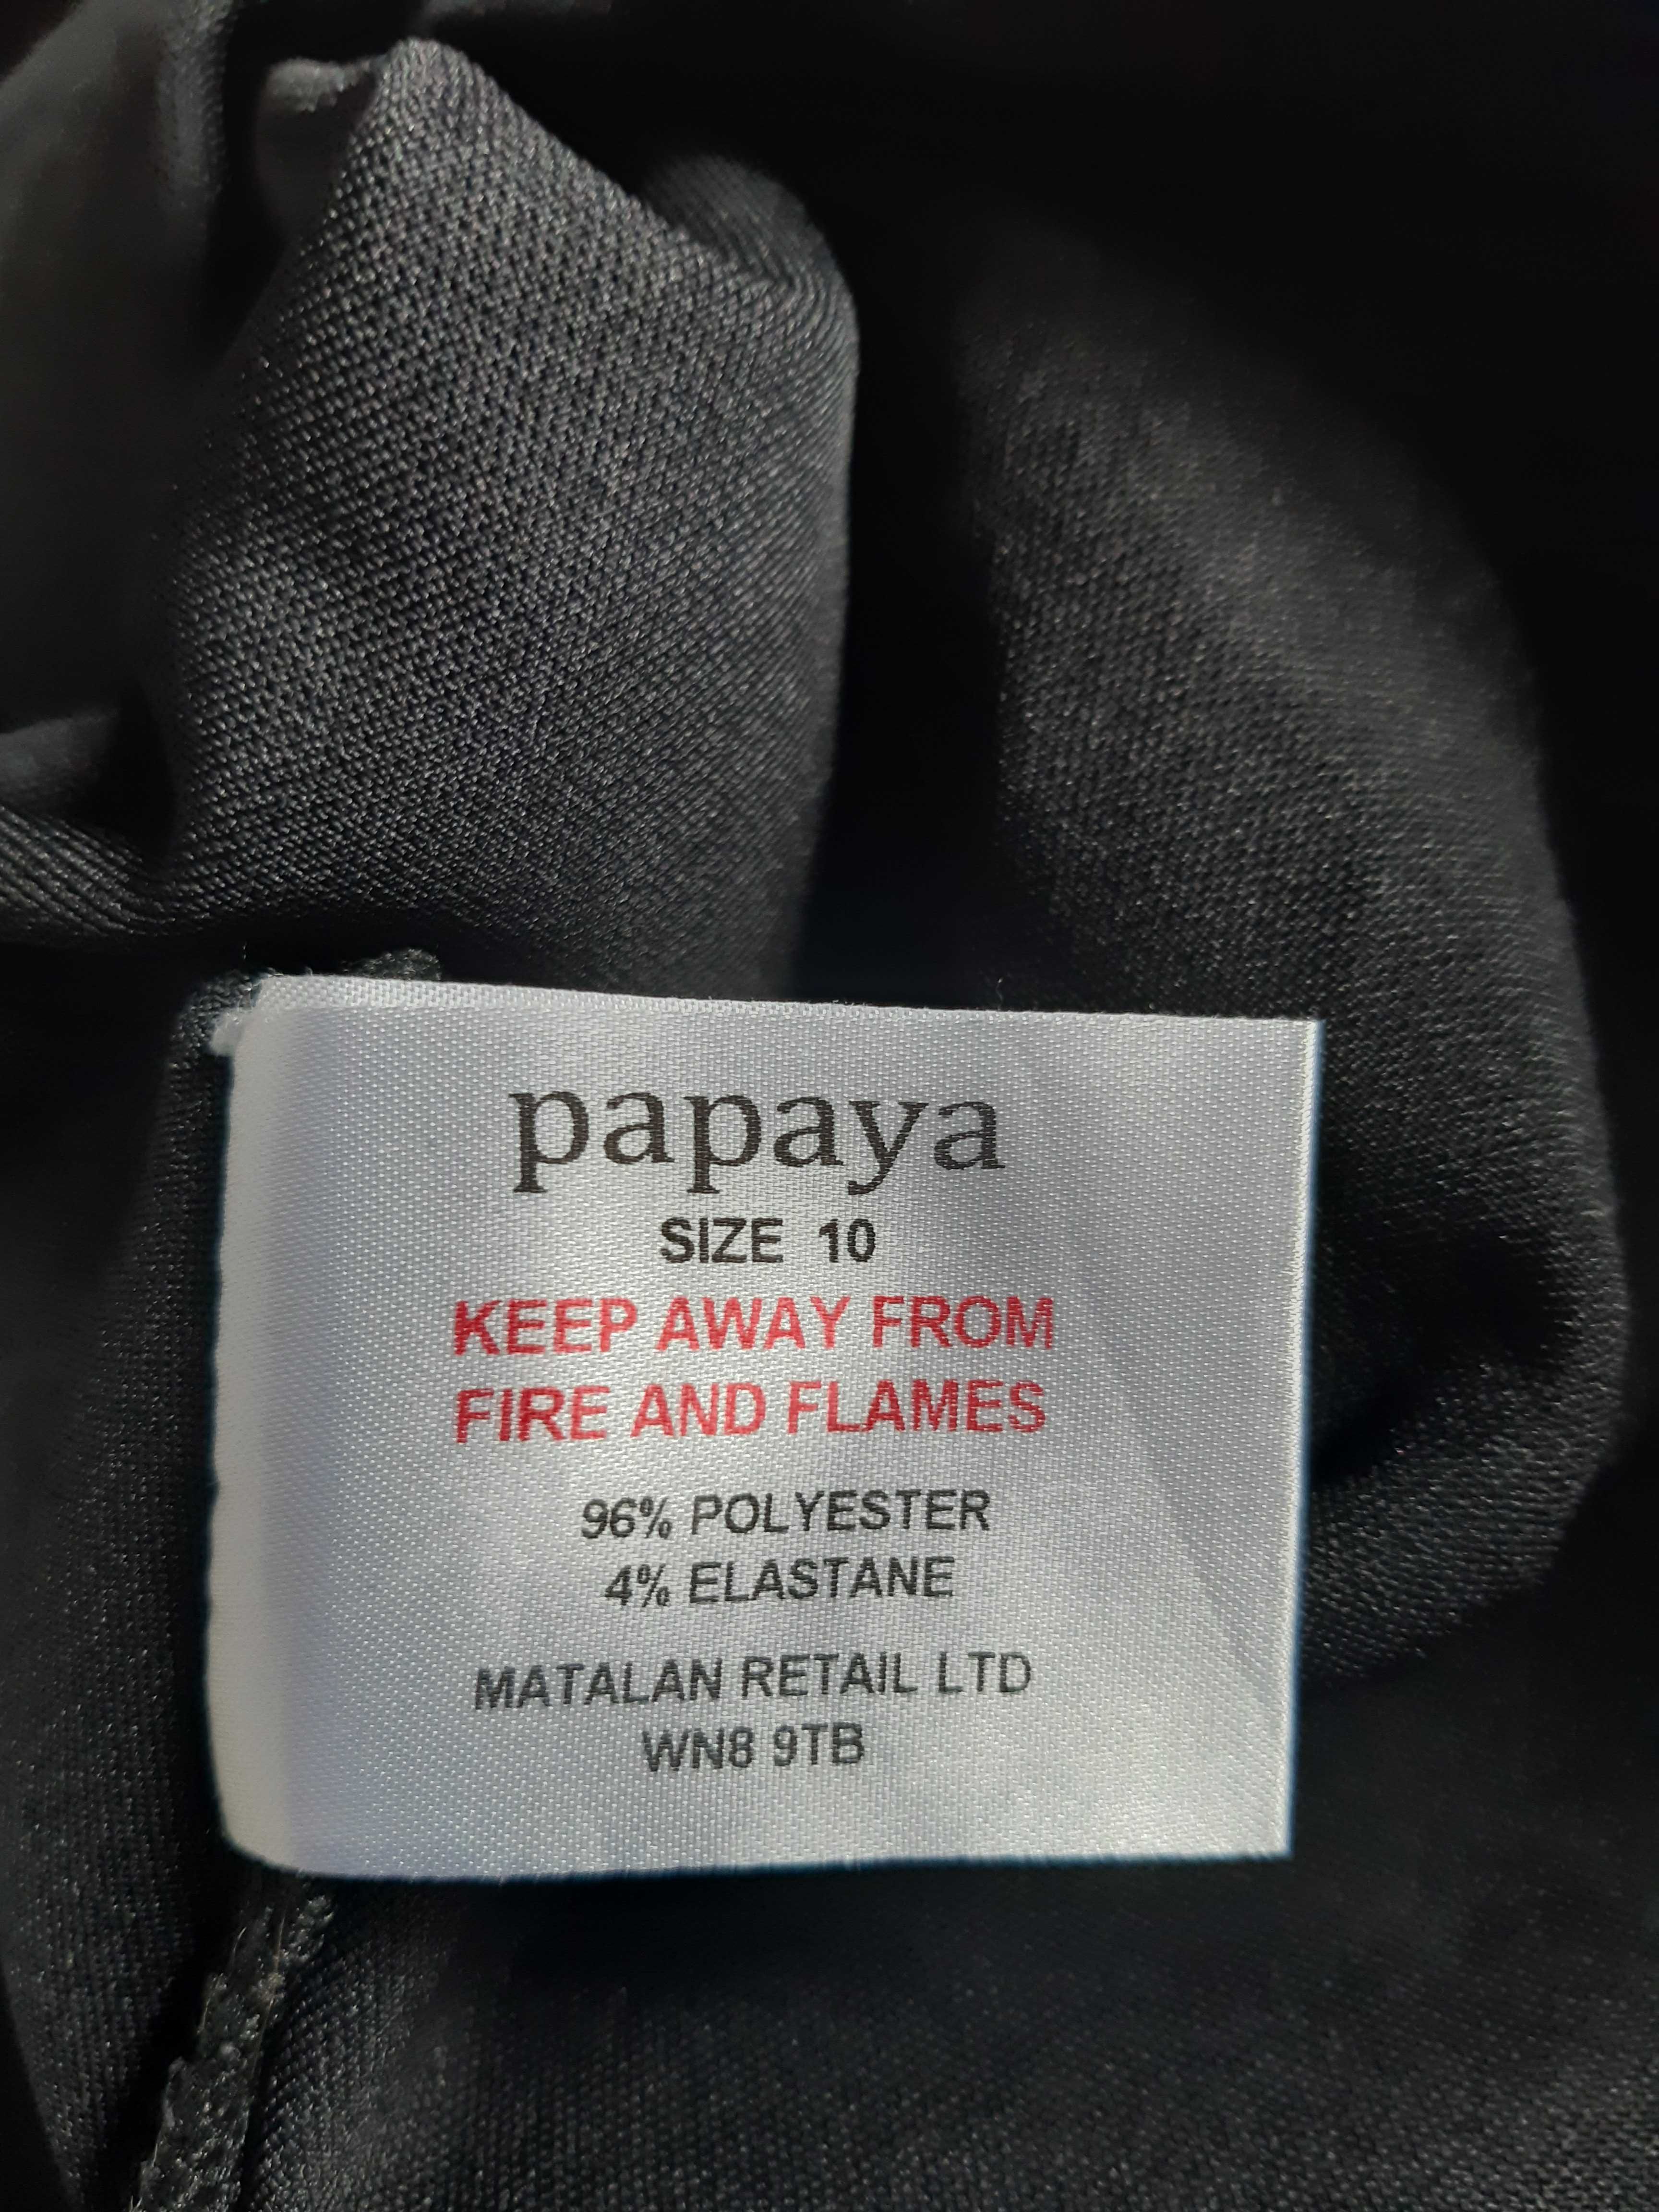 papaya
SIZE 10
KEEP AWAY FROM
FIRE AND FLAMES
96% POLYESTER
4% ELASTANE
MATALAN RETAIL LTD
WN8 9TB